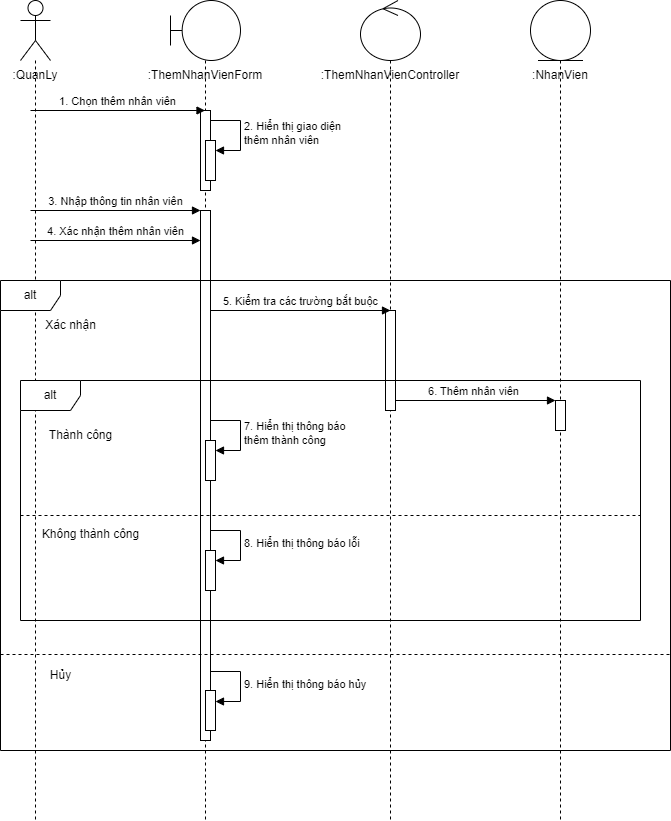 :QuanLy
:ThemNhanVienForm
:ThemNhanVienController
:NhanVien
1. Chọn thêm nhân viên
2. Hiển thị giao diện
thêm nhân viên
3. Nhập thông tin nhân viên
4. Xác nhận thêm nhân viên
alt
5. Kiểm tra các trường bắt buộc
Xác nhận
alt
6. Thêm nhân viên
7. Hiển thị thông báo
thêm thành công
Thành công
Không thành công
8. Hiển thị thông báo lỗi
Hủy
9. Hiển thị thông báo hủy